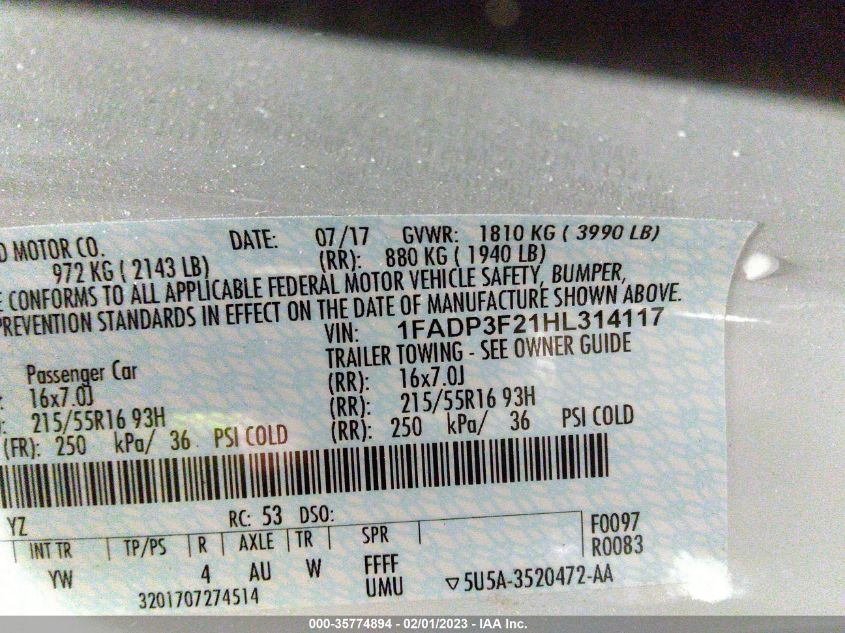 D MOTOR CO. DATE: 07/17 GVWR: 1810 KG ( 3990 LB)
972 KG ( 2143 LB) (RR): 880 KG ( 1940 LB)
E CONFORMS TO ALL APPLICABLE FEDERAL MOTOR VEHICLE SAFETY, BUMPER,
PREVENTION STANDARDS IN EFFECT ON THE DATE OF MANUFACTURE SHOWN ABOVE.
VIN: 1FADP3F21HL314117
TRAILER TOWING - SEE OWNER GUIDE
Passenger Car
16x7.0J (RR): 16x7.0J
215/55R16 93H (RR): 215/55R16 93H
(FR): 250 kPa/ 36 PSI COLD (RR): 250 kPa/ 36 PSI COLD
YZ RC: 53 DSO:
INT TR TP/PS R AXLE TR SPR F0097
R0083
YW 4 AU W FFFF
UMU ▽5U5A-3520472-AA
3201707274514
000-35774894 - 02/01/2023 - IAA Inc.